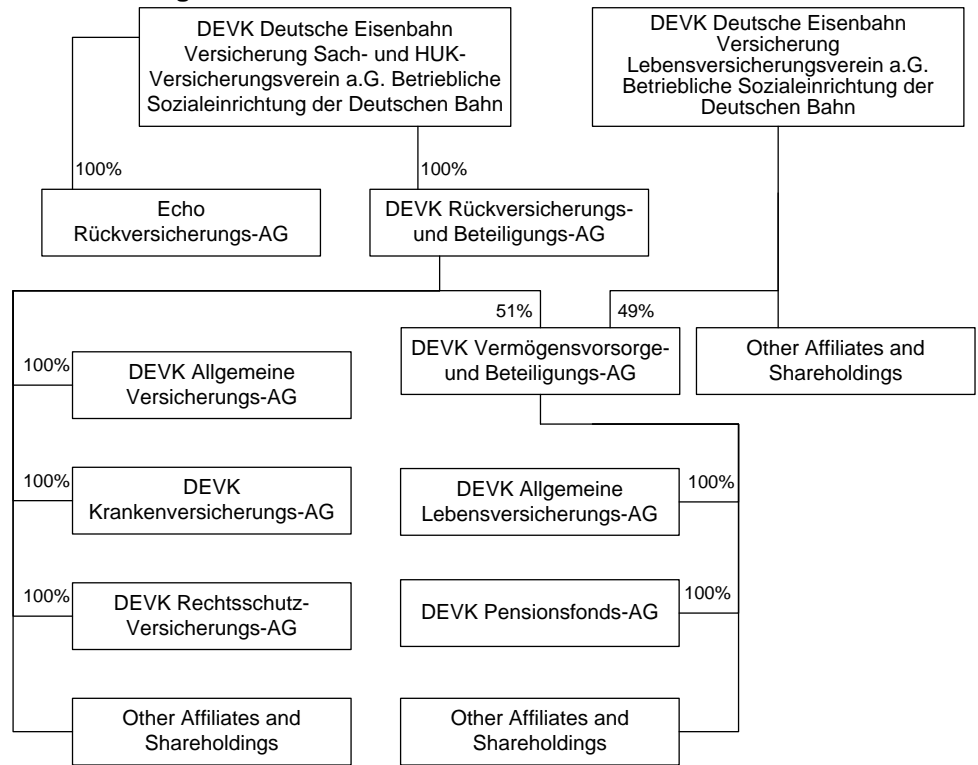 DEVK Deutsche Eisenbahn
Versicherung Sach- und HUK-
Versicherungsverein a.G. Betriebliche
Sozialeinrichtung der Deutschen Bahn
DEVK Deutsche Eisenbahn
Versicherung
Lebensversicherungsverein a.G.
Betriebliche Sozialeinrichtung der
Deutschen Bahn
100%
100%
Echo
Rückversicherungs-AG
DEVK Rückversicherungs-
und Beteiligungs-AG
51%
49%
100%
DEVK Allgemeine
Versicherungs-AG
DEVK Vermögensvorsorge-
und Beteiligungs-AG
Other Affiliates and
Shareholdings
100%
DEVK
Krankenversicherungs-AG
DEVK Allgemeine
Lebensversicherungs-AG
100%
100%
DEVK Rechtsschutz-
Versicherungs-AG
DEVK Pensionsfonds-AG
100%
Other Affiliates and
Shareholdings
Other Affiliates and
Shareholdings